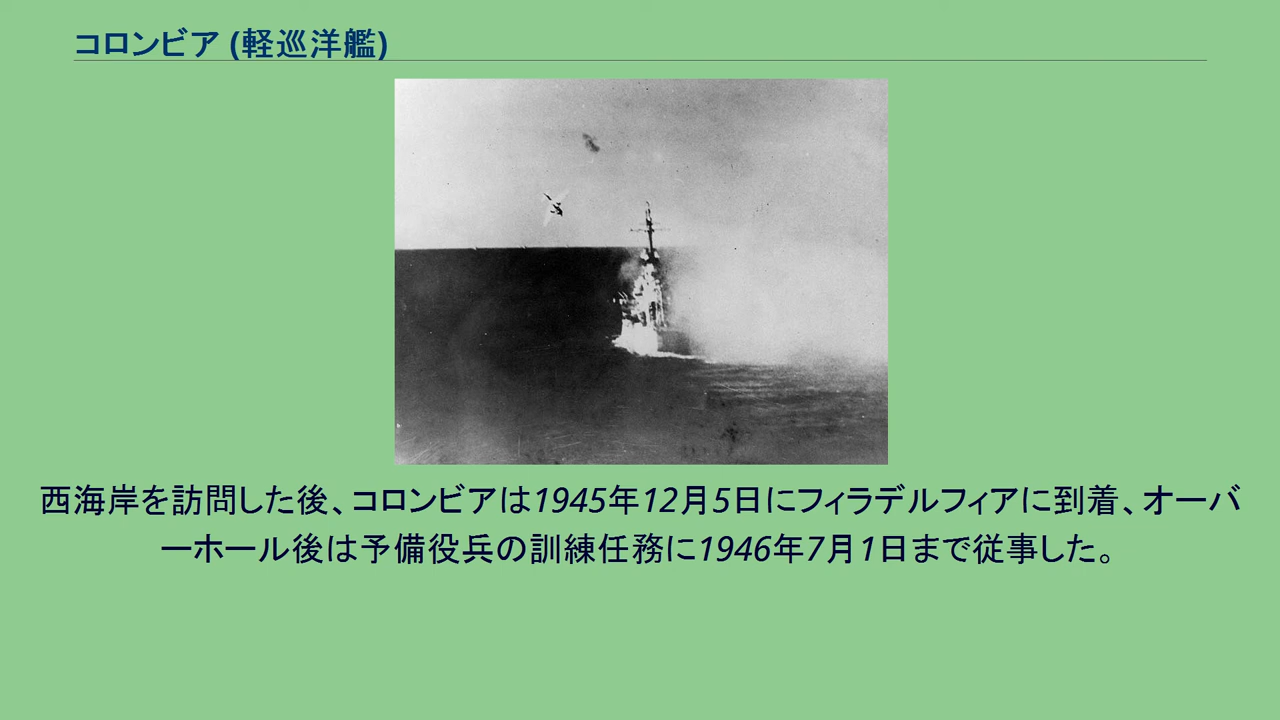 コロンビア (軽巡洋艦)
西海岸を訪問した後、コロンビアは1945年12月5日にフィラデルフィアに到着、オーバ
ーホール後は予備役兵の訓練任務に1946年7月1日まで従事した。